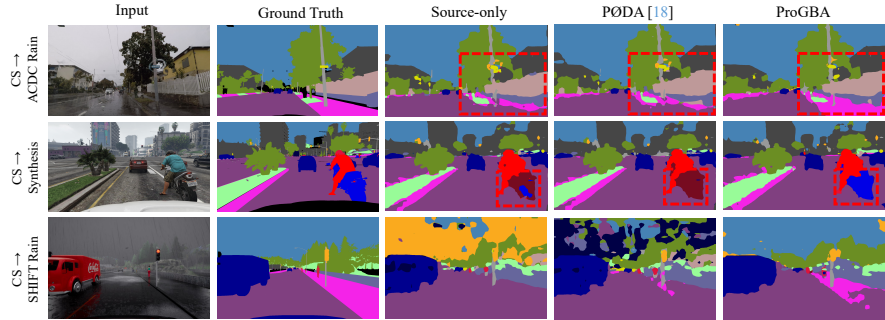 Input Ground Truth Source-only PØDA [18] ProGBA
CS →
ACDC Rain
CS →
Synthesis
CS →
SHIFT Rain